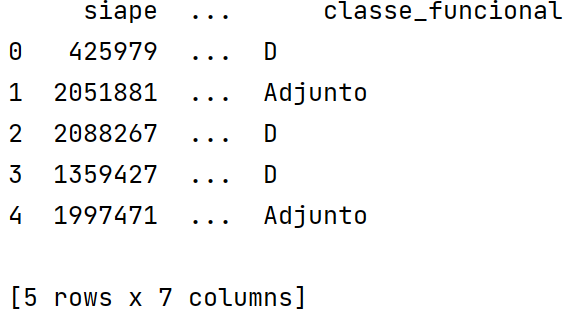 siape ... classe_funcional
0 425979 ... D
1 2051881 ... Adjunto
2 2088267 ... D
3 1359427 ... D
4 1997471 ... Adjunto
[5 rows x 7 columns]